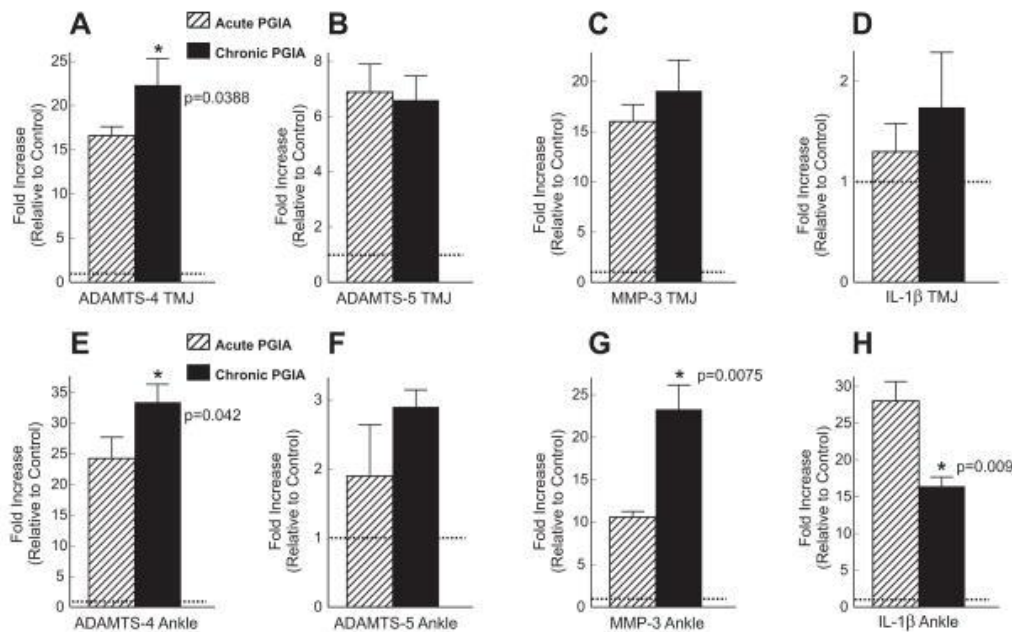 A
Acute PGIA
Chronic PGIA
B
C
D
Fold Increase
(Relative to Control)
25
20
15
10
5
0
*
p=0.0388
ADAMTS-4 TMJ
Fold Increase
(Relative to Control)
8
6
4
2
0
ADAMTS-5 TMJ
Fold Increase
(Relative to Control)
20
15
10
5
0
MMP-3 TMJ
Fold Increase
(Relative to Control)
2
1
0
IL-1β TMJ
E
Acute PGIA
Chronic PGIA
F
G
H
Fold Increase
(Relative to Control)
35
30
25
20
15
10
5
0
*
p=0.042
ADAMTS-4 Ankle
Fold Increase
(Relative to Control)
3
2
1
0
ADAMTS-5 Ankle
Fold Increase
(Relative to Control)
30
25
20
15
10
5
0
*
p=0.0075
MMP-3 Ankle
Fold Increase
(Relative to Control)
30
25
20
15
10
5
0
*
p=0.009
IL-1β Ankle